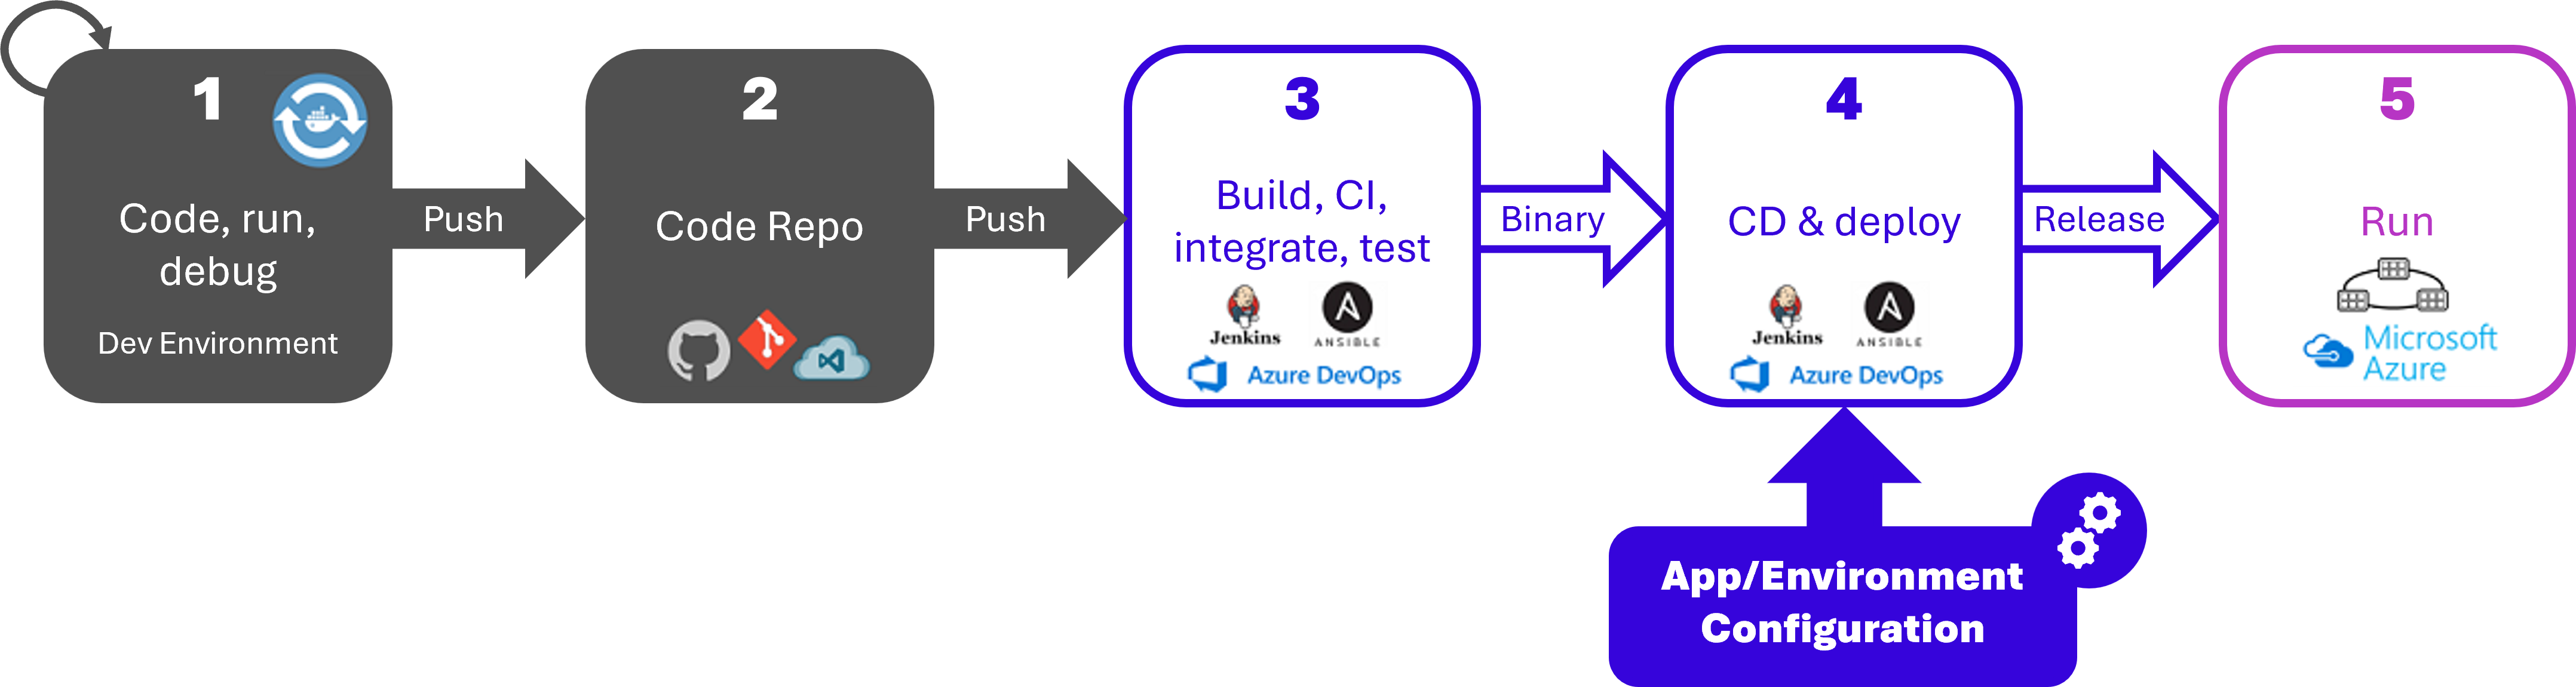 1
Code, run,
debug
Dev Environment
Push
2
Code Repo
Push
3
Build, CI,
integrate, test
Jenkins
ANSIBLE
Azure DevOps
Binary
4
CD & deploy
Jenkins
ANSIBLE
Azure DevOps
Release
5
Run
Microsoft
Azure
App/Environment
Configuration